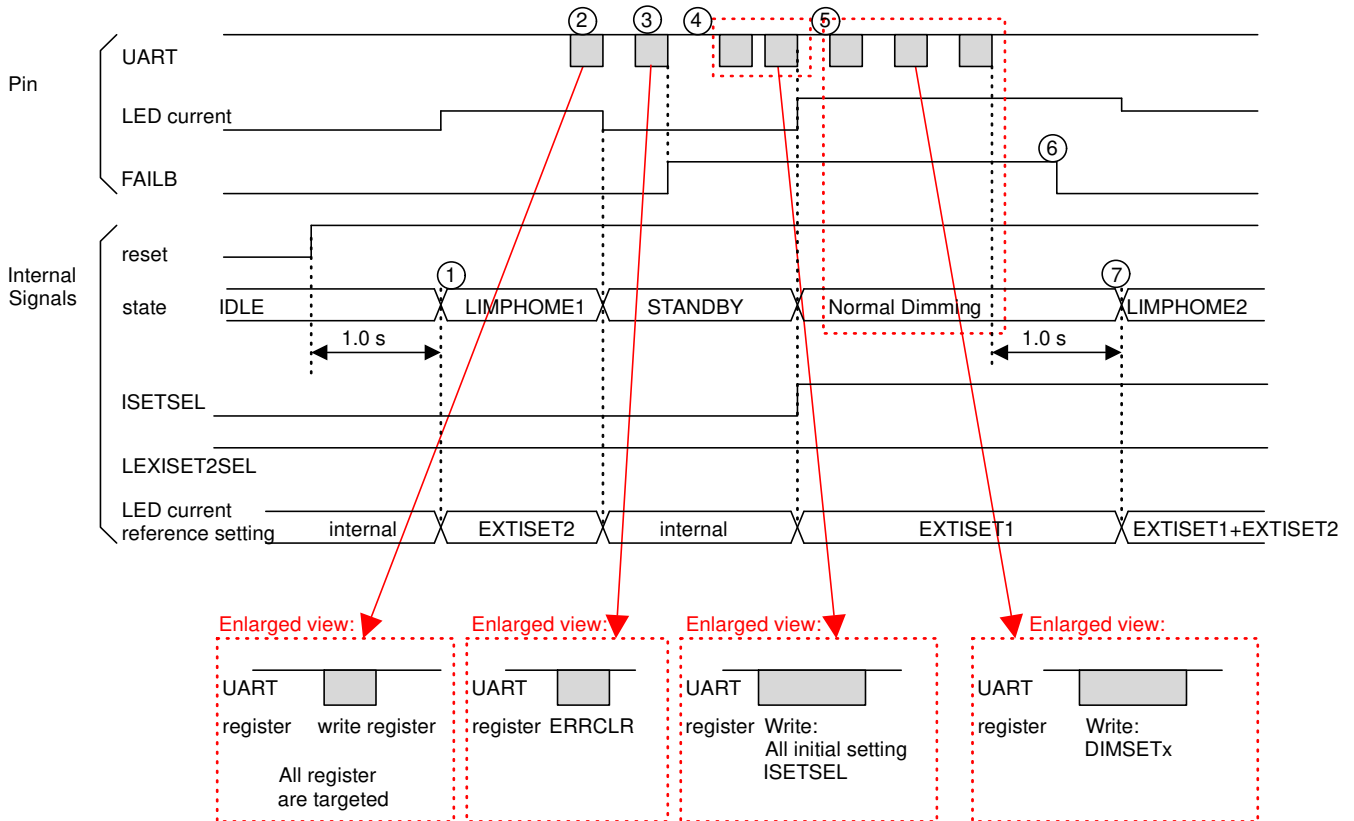 ② ③ ④ ⑤
Pin
UART
LED current
FAILB
⑥
Internal
Signals
reset
① ⑦
state IDLE LIMPHOME1 STANDBY Normal Dimming LIMPHOME2
1.0 s 1.0 s
ISETSEL
LEXISET2SEL
LED current
reference setting internal EXTISET2 internal EXTISET1 EXTISET1+EXTISET2
Enlarged view: Enlarged view: Enlarged view: Enlarged view:
UART UART UART UART
register write register register ERRCLR register Write: register Write:
All initial setting DIMSETx
ISETSEL
All register
are targeted